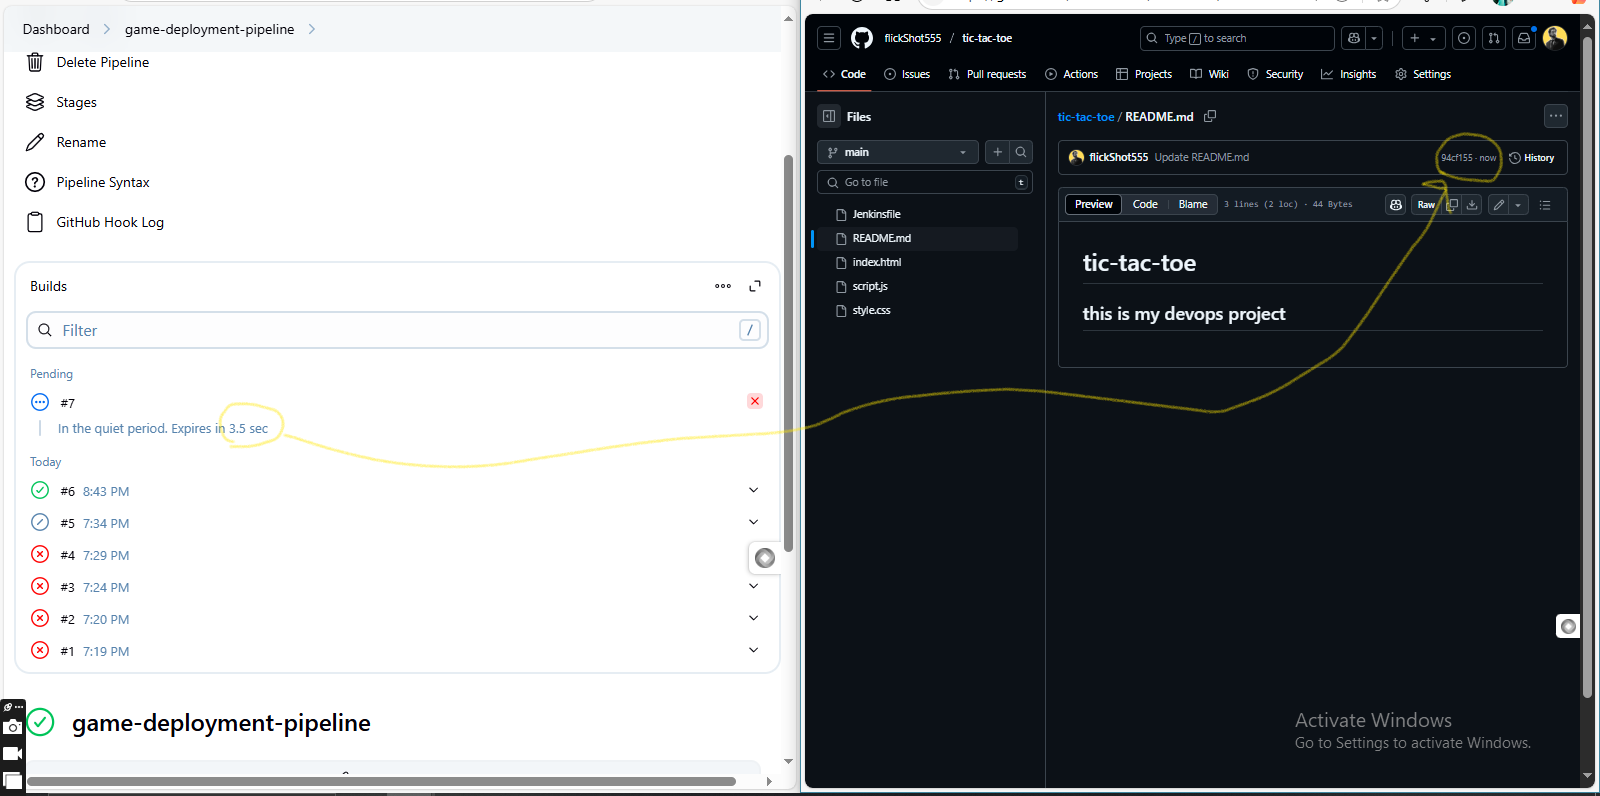 Dashboard
game-deployment-pipeline
Delete Pipeline
Stages
Rename
Pipeline Syntax
GitHub Hook Log
Builds
Filter
/
Pending
#7
In the quiet period. Expires in 3.5 sec
Today
#6 8:43 PM
#5 7:34 PM
#4 7:29 PM
#3 7:24 PM
#2 7:20 PM
#1 7:19 PM
game-deployment-pipeline
flickShot555 / tic-tac-toe
Type / to search
Code
Issues
Pull requests
Actions
Projects
Wiki
Security
Insights
Settings
Files
main
Go to file
t
Jenkinsfile
README.md
index.html
script.js
style.css
tic-tac-toe / README.md
flickShot555 Update README.md
94cf155 · now
History
Preview
Code
Blame
3 lines (2 loc) · 44 Bytes
Raw
tic-tac-toe
this is my devops project
Activate Windows
Go to Settings to activate Windows.